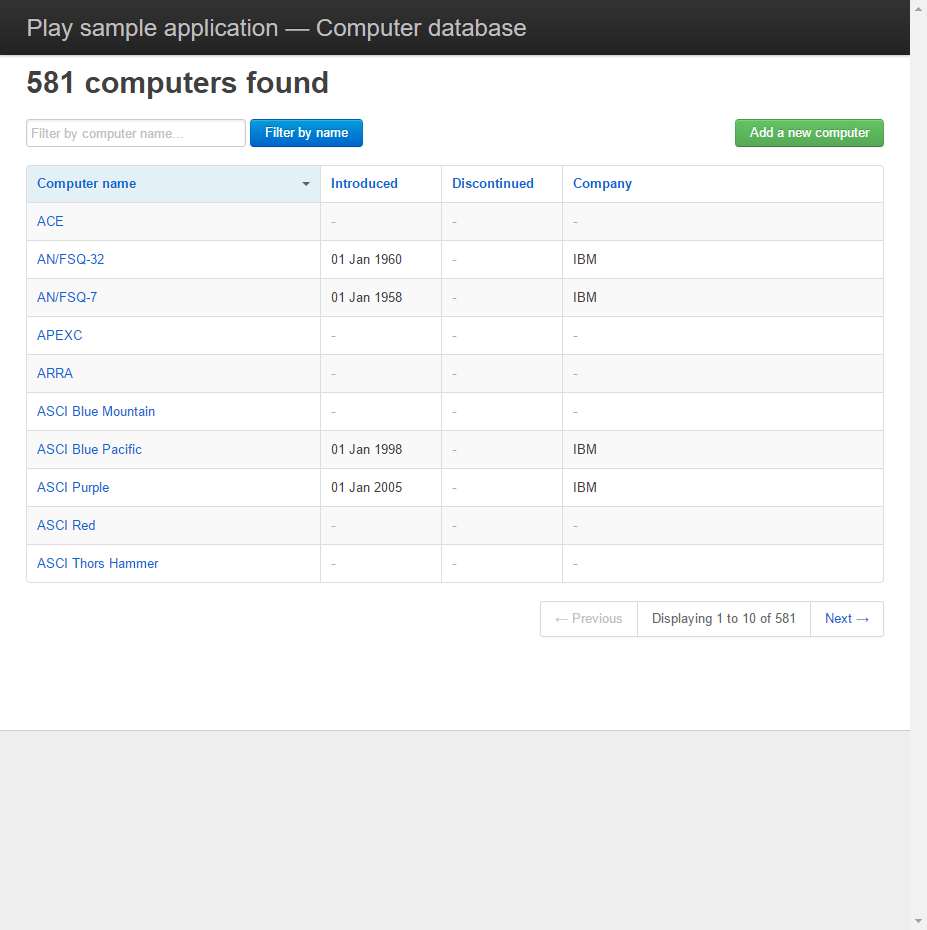 Play sample application — Computer database
581 computers found
Filter by computer name...
Filter by name
Add a new computer
Computer name Introduced Discontinued Company
ACE - - -
AN/FSQ-32 01 Jan 1960 - IBM
AN/FSQ-7 01 Jan 1958 - IBM
APEXC - - -
ARRA - - -
ASCI Blue Mountain - - -
ASCI Blue Pacific 01 Jan 1998 - IBM
ASCI Purple 01 Jan 2005 - IBM
ASCI Red - - -
ASCI Thors Hammer - - -
← Previous Displaying 1 to 10 of 581 Next →